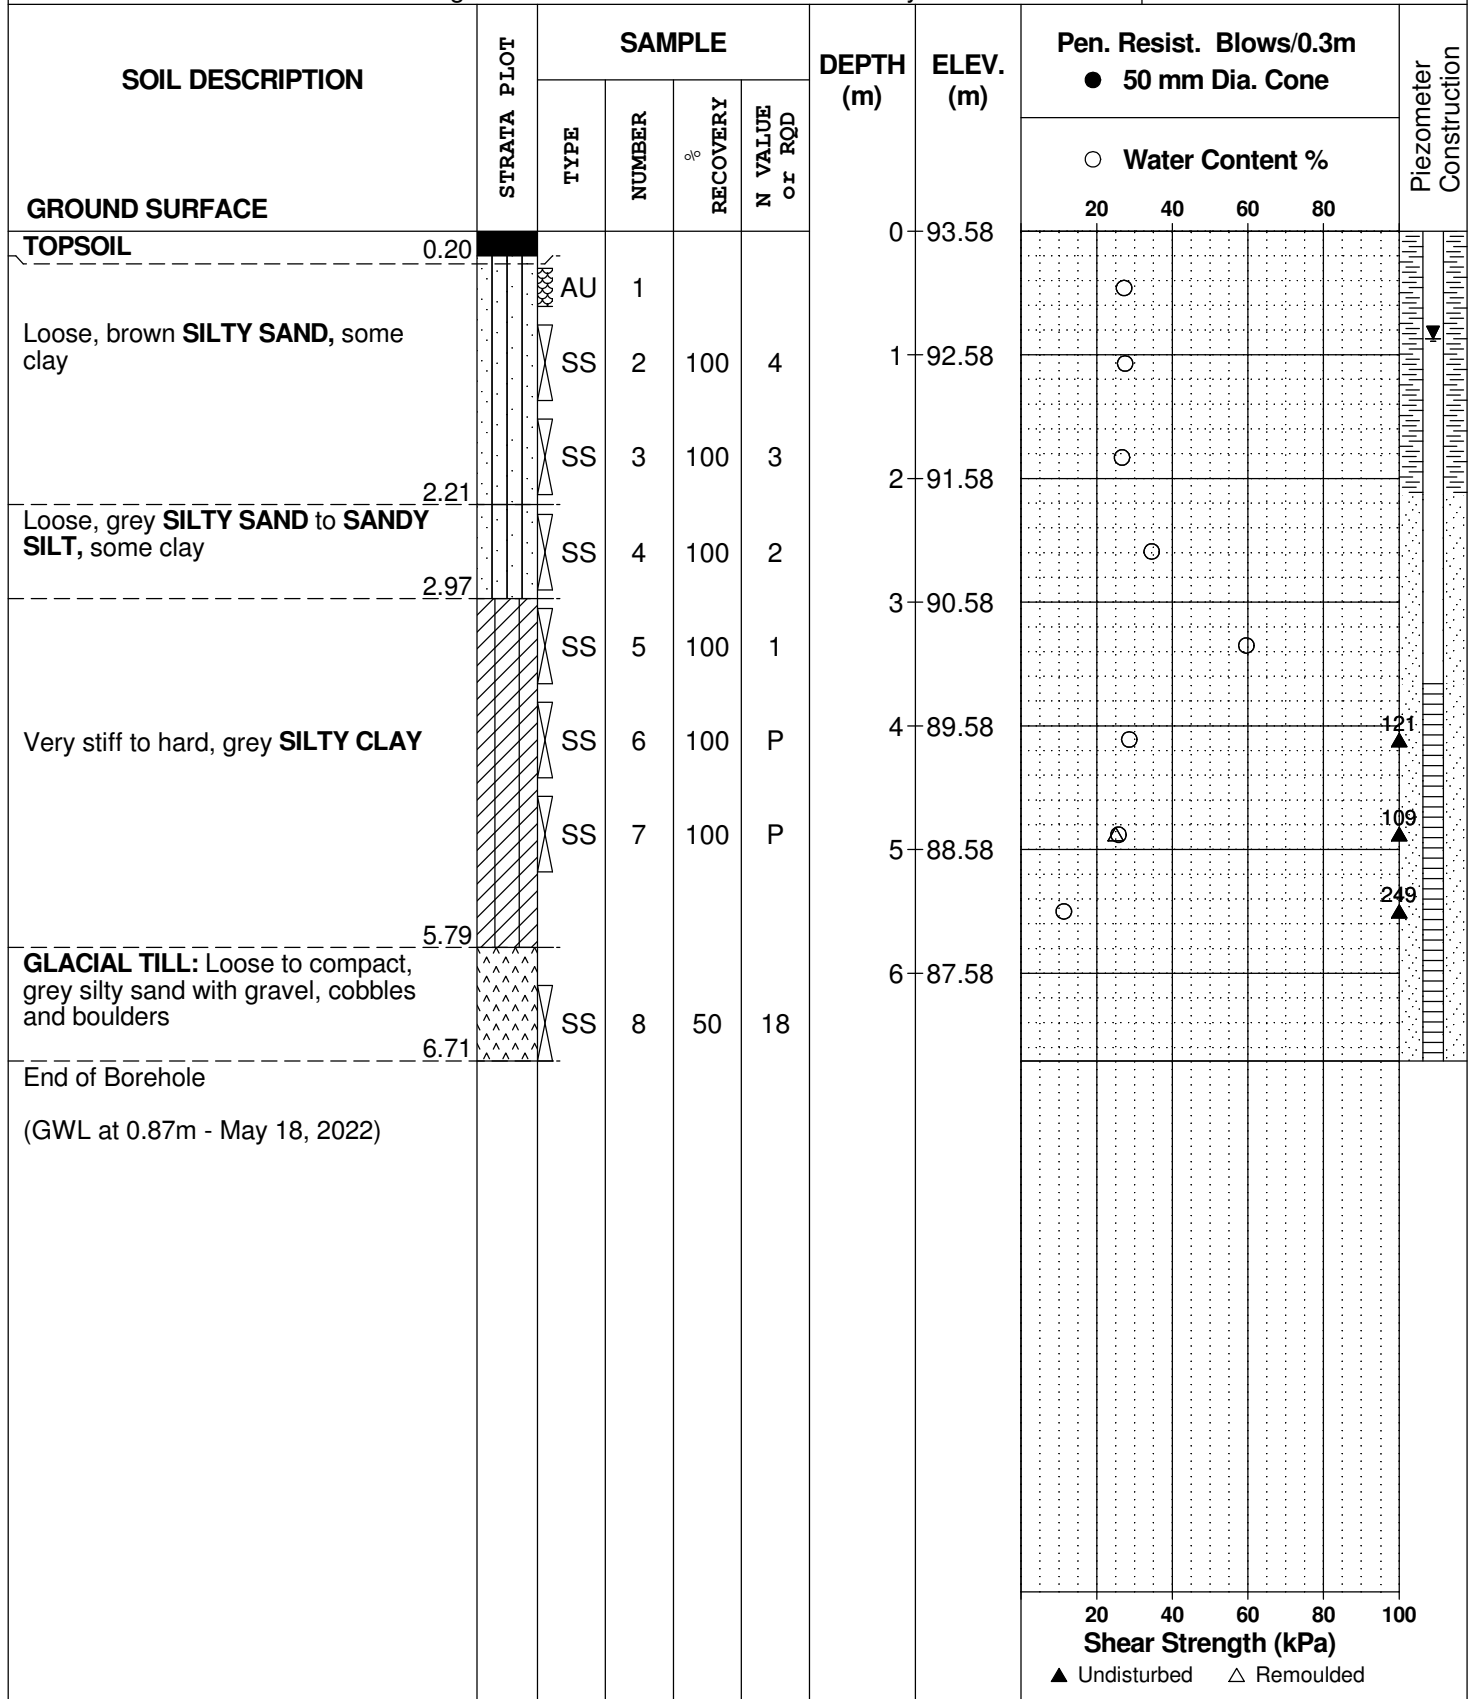 SOIL DESCRIPTION
GROUND SURFACE
STRATA PLOT
SAMPLE
TYPE
NUMBER
% RECOVERY
N VALUE or RQD
DEPTH (m)
ELEV. (m)
Pen. Resist. Blows/0.3m
● 50 mm Dia. Cone
○ Water Content %
20 40 60 80
Piezometer Construction
TOPSOIL 0.20
0 93.58
AU 1
Loose, brown SILTY SAND, some
clay
SS 2 100 4
1 92.58
SS 3 100 3
2 91.58
2.21
Loose, grey SILTY SAND to SANDY
SILT, some clay
SS 4 100 2
2.97
3 90.58
SS 5 100 1
Very stiff to hard, grey SILTY CLAY
SS 6 100 P
4 89.58
121
SS 7 100 P
109
5 88.58
249
5.79
GLACIAL TILL: Loose to compact,
grey silty sand with gravel, cobbles
and boulders
6 87.58
SS 8 50 18
6.71
End of Borehole
(GWL at 0.87m - May 18, 2022)
20 40 60 80 100
Shear Strength (kPa)
▲ Undisturbed △ Remoulded